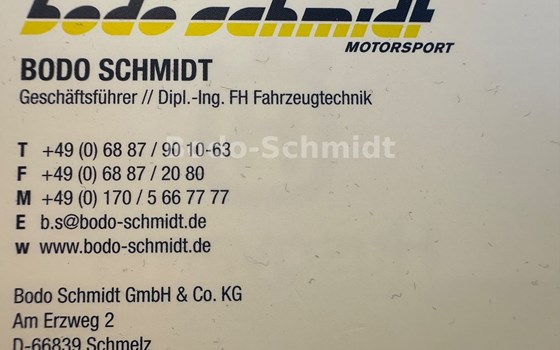 bodo schmidt
MOTORSPORT
BODO SCHMIDT
Geschäftsführer // Dipl.-Ing. FH Fahrzeugtechnik
T +49 (0) 68 87 / 90 10-63
Bodo-Schmidt
F +49 (0) 68 87 / 20 80
M +49 (0) 170 / 5 66 77 77
E b.s@bodo-schmidt.de
w www.bodo-schmidt.de
Bodo Schmidt GmbH & Co. KG
Am Erzweg 2
D-66839 Schmelz